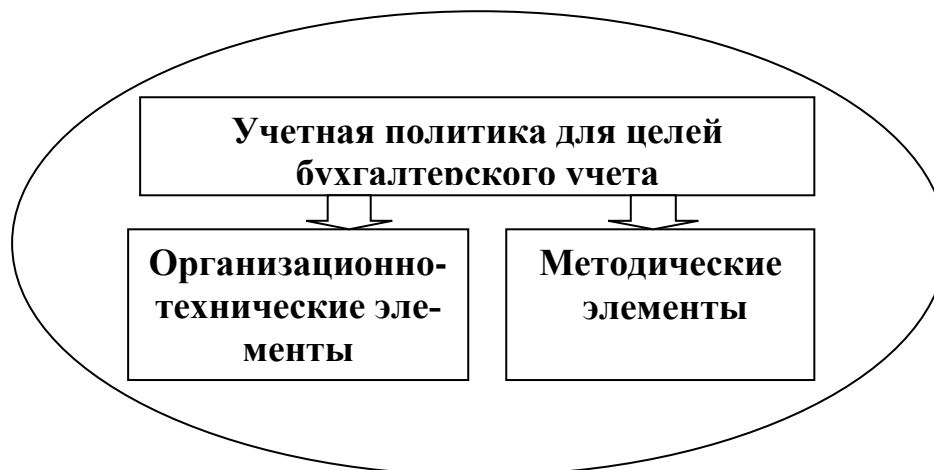 Учетная политика для целей
бухгалтерского учета
Организационно-
технические эле-
менты
Методические
элементы